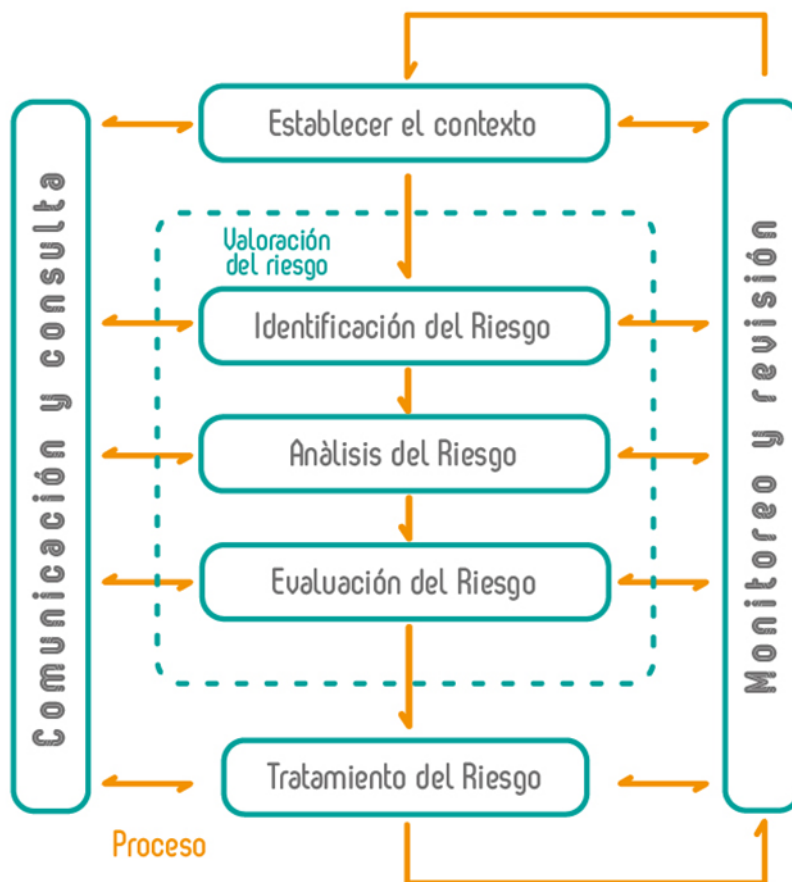 Establecer el contexto
Comunicación y consulta
Monitoreo y revisión
Valoración
del riesgo
Identificación del Riesgo
Anàlisis del Riesgo
Evaluación del Riesgo
Tratamiento del Riesgo
Proceso